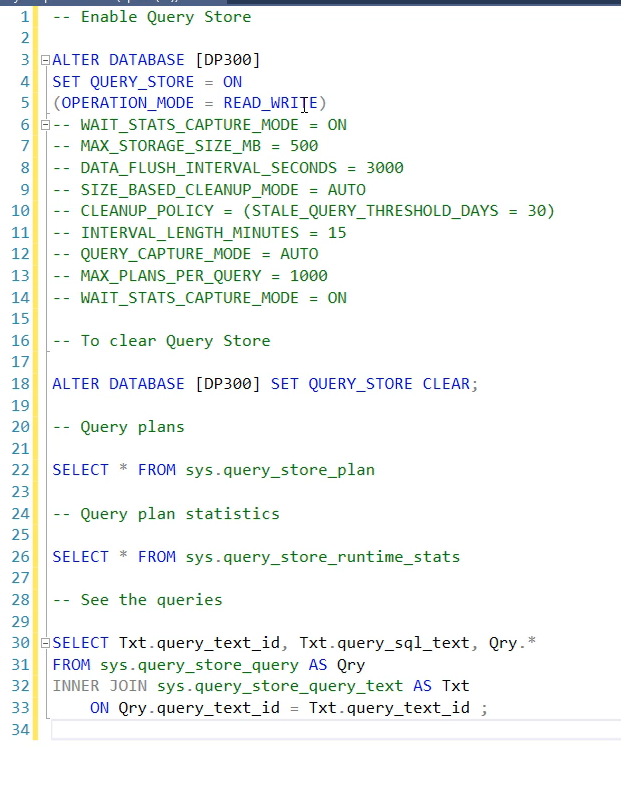 1 -- Enable Query Store
2
3 ALTER DATABASE [DP300]
4 SET QUERY_STORE = ON
5 (OPERATION_MODE = READ_WRITE)
6 -- WAIT_STATS_CAPTURE_MODE = ON
7 -- MAX_STORAGE_SIZE_MB = 500
8 -- DATA_FLUSH_INTERVAL_SECONDS = 3000
9 -- SIZE_BASED_CLEANUP_MODE = AUTO
10 -- CLEANUP_POLICY = (STALE_QUERY_THRESHOLD_DAYS = 30)
11 -- INTERVAL_LENGTH_MINUTES = 15
12 -- QUERY_CAPTURE_MODE = AUTO
13 -- MAX_PLANS_PER_QUERY = 1000
14 -- WAIT_STATS_CAPTURE_MODE = ON
15
16 -- To clear Query Store
17
18 ALTER DATABASE [DP300] SET QUERY_STORE CLEAR;
19
20 -- Query plans
21
22 SELECT * FROM sys.query_store_plan
23
24 -- Query plan statistics
25
26 SELECT * FROM sys.query_store_runtime_stats
27
28 -- See the queries
29
30 SELECT Txt.query_text_id, Txt.query_sql_text, Qry.*
31 FROM sys.query_store_query AS Qry
32 INNER JOIN sys.query_store_query_text AS Txt
33 ON Qry.query_text_id = Txt.query_text_id ;
34